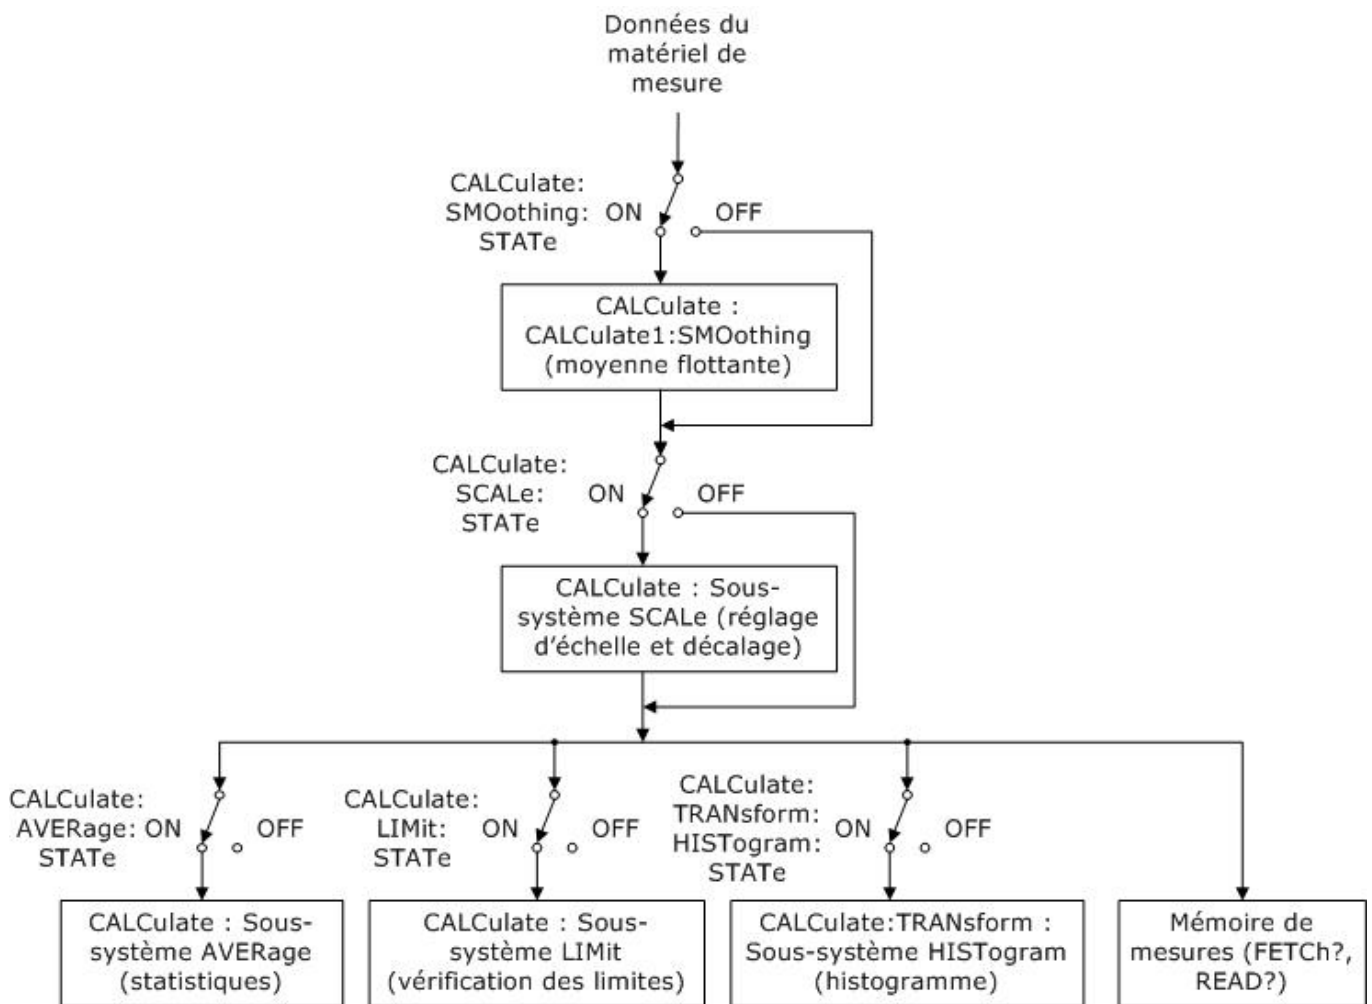 Données du
matériel de
mesure
CALCulate:
SMOothing: ON OFF
STATe
CALCulate :
CALCulate1:SMOothing
(moyenne flottante)
CALCulate:
SCALe: ON OFF
STATe
CALCulate : Sous-
système SCALe (réglage
d'échelle et décalage)
CALCulate:
AVERage: ON OFF
STATe
CALCulate:
LIMit: ON OFF
STATe
CALCulate:
TRANsform:
HISTogram: ON OFF
STATe
CALCulate : Sous-
système AVERage
(statistiques)
CALCulate : Sous-
système LIMit
(vérification des limites)
CALCulate:TRANsform :
Sous-système HISTogram
(histogramme)
Mémoire de
mesures (FETCh?,
READ?)